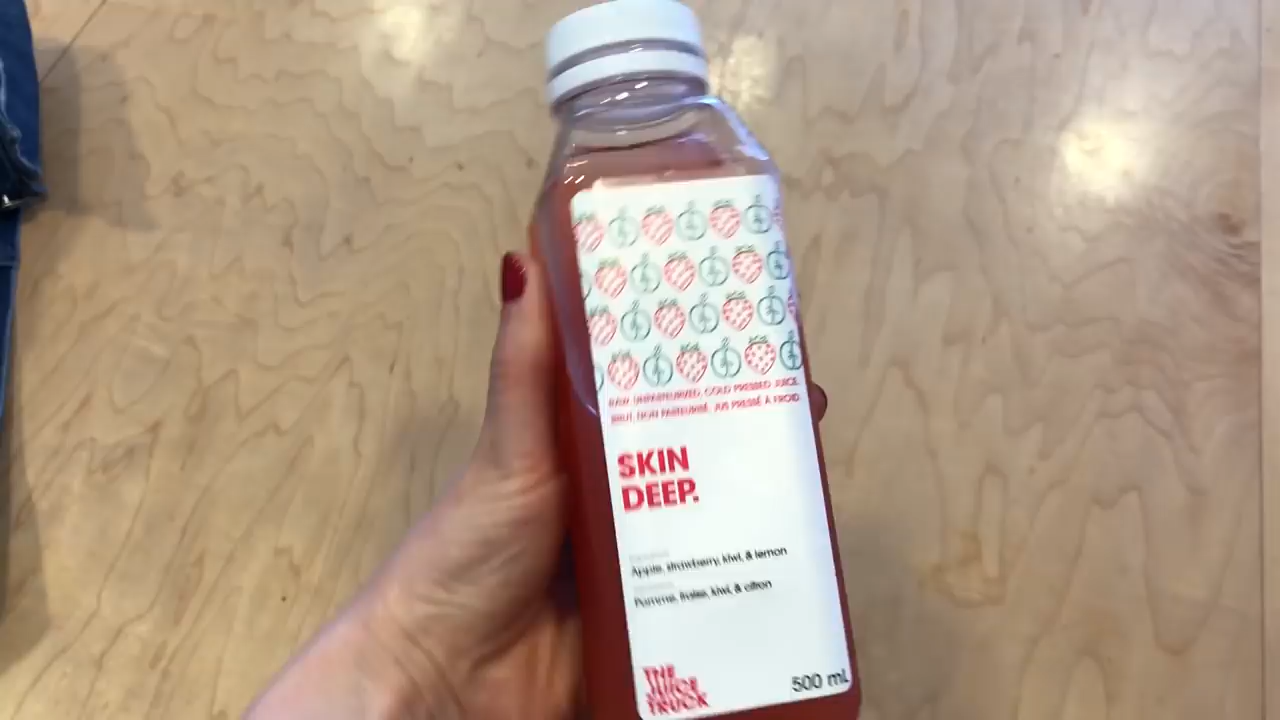 RAW, UNPASTEURIZED, COLD PRESSED JUICE.
BRUT, NON PASTEURISÉ, JUS PRESSÉ À FROID
SKIN
DEEP.
Apple, strawberry, kiwi, & lemon
Pomme, fraise, kiwi, & citron
THE
JUICE
TRUCK
500 mL